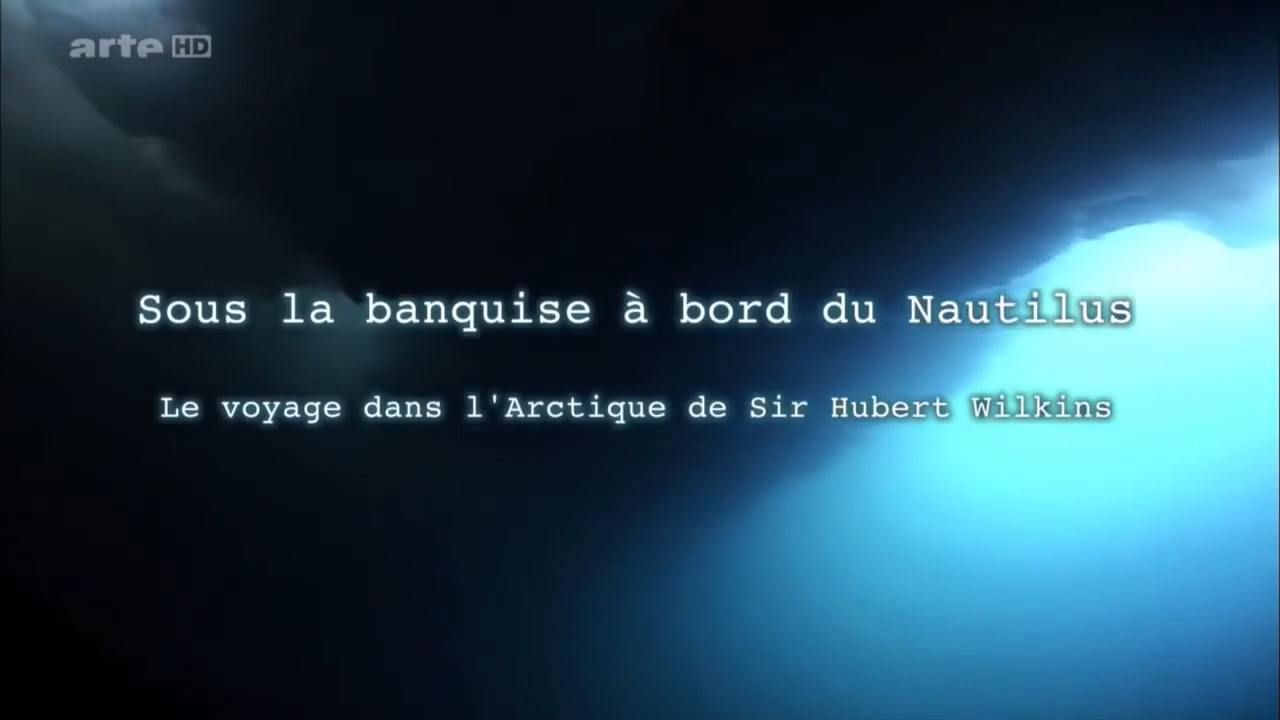 arte HD
Sous la banquise à bord du Nautilus
Le voyage dans l'Arctique de Sir Hubert Wilkins